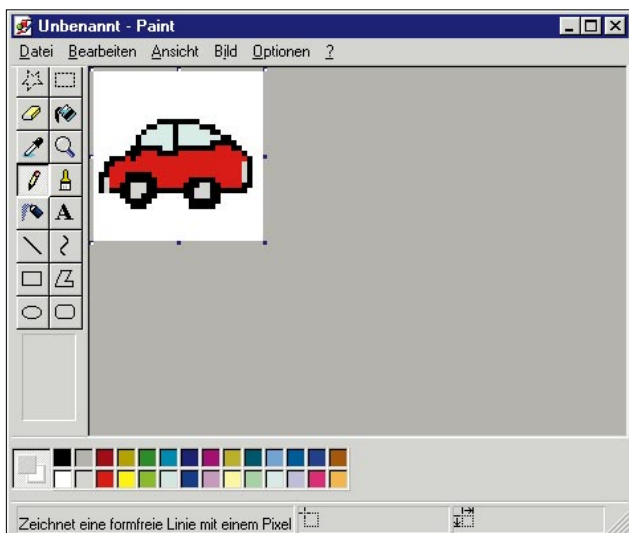 Unbenannt - Paint
Datei Bearbeiten Ansicht Bild Optionen ?
A
Zeichnet eine formfreie Linie mit einem Pixel